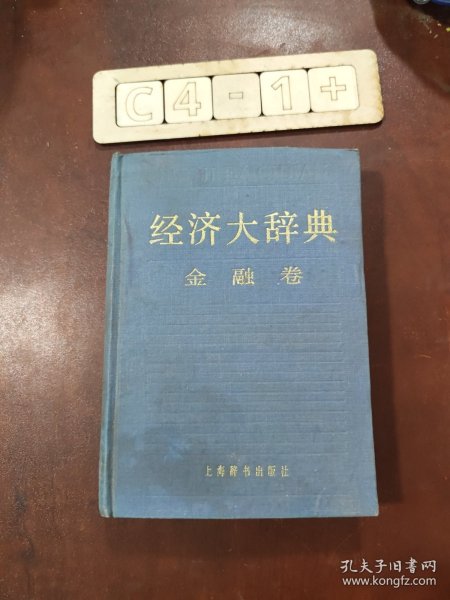 C4-1+
经济大辞典
金融卷
上海辞书出版社
孔夫子旧书网
www.kongfz.com